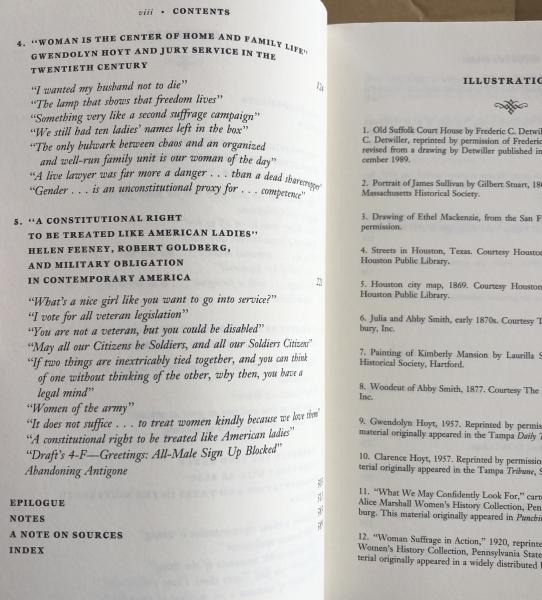 viii • CONTENTS
4. "WOMAN IS THE CENTER OF HOME AND FAMILY LIFE"
GWENDOLYN HOYT AND JURY SERVICE IN THE
TWENTIETH CENTURY
"I wanted my husband not to die"
"The lamp that shows that freedom lives"
"Something very like a second suffrage campaign"
"We still had ten ladies' names left in the box"
"The only bulwark between chaos and an organized
and well-run family unit is our woman of the day"
"A live lawyer was far more a danger . . . than a dead sharecropper"
"Gender . . . is an unconstitutional proxy for . . . competence"
5. "A CONSTITUTIONAL RIGHT
TO BE TREATED LIKE AMERICAN LADIES"
HELEN FEENEY, ROBERT GOLDBERG,
AND MILITARY OBLIGATION
IN CONTEMPORARY AMERICA
"What's a nice girl like you want to go into service?"
"I vote for all veteran legislation"
"You are not a veteran, but you could be disabled"
"May all our Citizens be Soldiers, and all our Soldiers Citizens"
"If two things are inextricably tied together, and you can think
of one without thinking of the other, why then, you have a
legal mind"
"Women of the army"
"It does not suffice . . . to treat women kindly because we love them"
"A constitutional right to be treated like American ladies"
"Draft's 4-F—Greetings: All-Male Sign Up Blocked"
Abandoning Antigone
EPILOGUE
NOTES
A NOTE ON SOURCES
INDEX
ILLUSTRATIO
1. Old Suffolk Court House by Frederic C. Detwil
C. Detwiller, reprinted by permission of Frederic
revised from a drawing by Detwiller published in
cember 1989.
2. Portrait of James Sullivan by Gilbert Stuart, 18
Massachusetts Historical Society.
3. Drawing of Ethel Mackenzie, from the San F
permission.
4. Streets in Houston, Texas. Courtesy Houston
Houston Public Library.
5. Houston city map, 1869. Courtesy Houston
Houston Public Library.
6. Julia and Abby Smith, early 1870s. Courtesy T
bury, Inc.
7. Painting of Kimberly Mansion by Laurilla S
Historical Society, Hartford.
8. Woodcut of Abby Smith, 1877. Courtesy The
Inc.
9. Gwendolyn Hoyt, 1957. Reprinted by permis
material originally appeared in the Tampa Daily T
10. Clarence Hoyt, 1957. Reprinted by permission
terial originally appeared in the Tampa Tribune, S
11. "What We May Confidently Look For," carto
Alice Marshall Women's History Collection, Pen
burg. This material originally appeared in Punchin
12. "Woman Suffrage in Action," 1920, reprinte
Women's History Collection, Pennsylvania State
terial originally appeared in a widely distributed